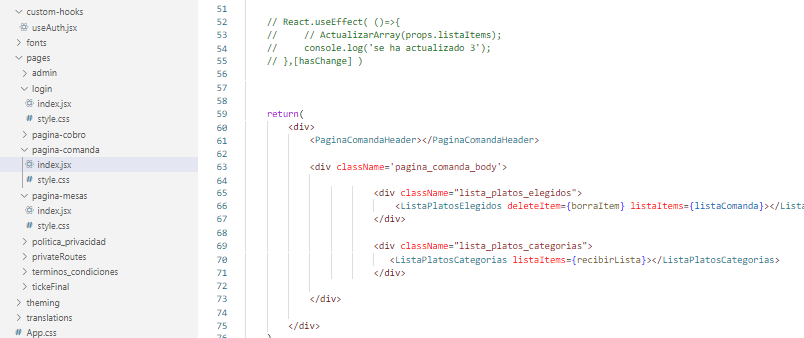 custom-hooks
useAuth.jsx
fonts
pages
admin
login
index.jsx
# style.css
pagina-cobro
pagina-comanda
index.jsx
# style.css
pagina-mesas
index.jsx
# style.css
politica_privacidad
privateRoutes
terminos_condiciones
tickeFinal
theming
translations
# App.css
51
52 // React.useEffect( ()=>{
53 //     // ActualizarArray(props.listaItems);
54 //     console.log('se ha actualizado 3');
55 // },[hasChange] )
56
57
58
59 return(
60 <div>
61 <PaginaComandaHeader></PaginaComandaHeader>
62
63 <div className='pagina_comanda_body'>
64
65 <div className="lista_platos_elegidos">
66 <ListaPlatosElegidos deleteItem={borraItem} listaItems={listaComanda}></Lista
67 </div>
68
69 <div className="lista_platos_categorias">
70 <ListaPlatosCategorias listaItems={recibirLista}></ListaPlatosCategorias>
71 </div>
72
73 </div>
74
75 </div>
76 )